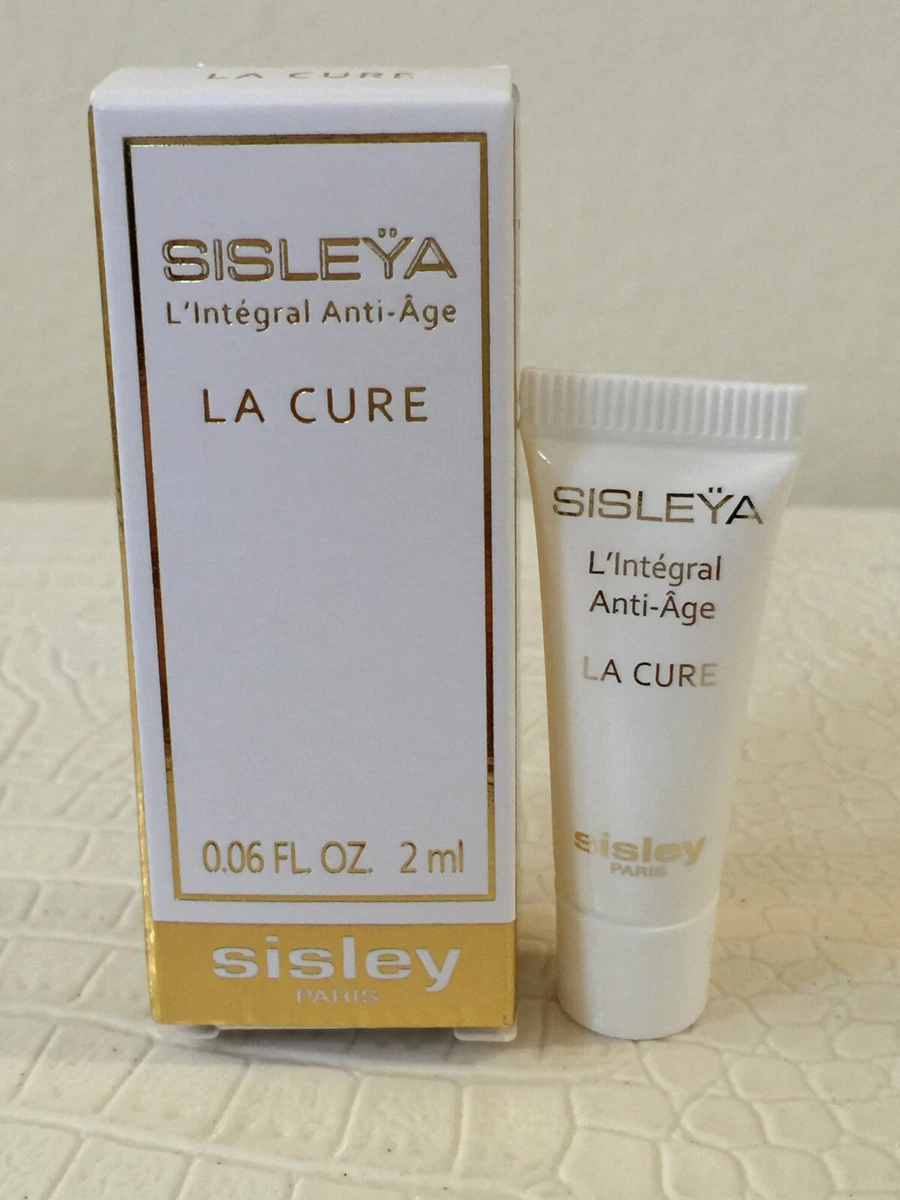 LA CURE
SISLEŸA
L'Intégral Anti-Âge
LA CURE
0.06 FL. OZ. 2 ml
sisley
PARIS
SISLEŸA
L'Intégral
Anti-Âge
LA CURE
sisley
PARIS